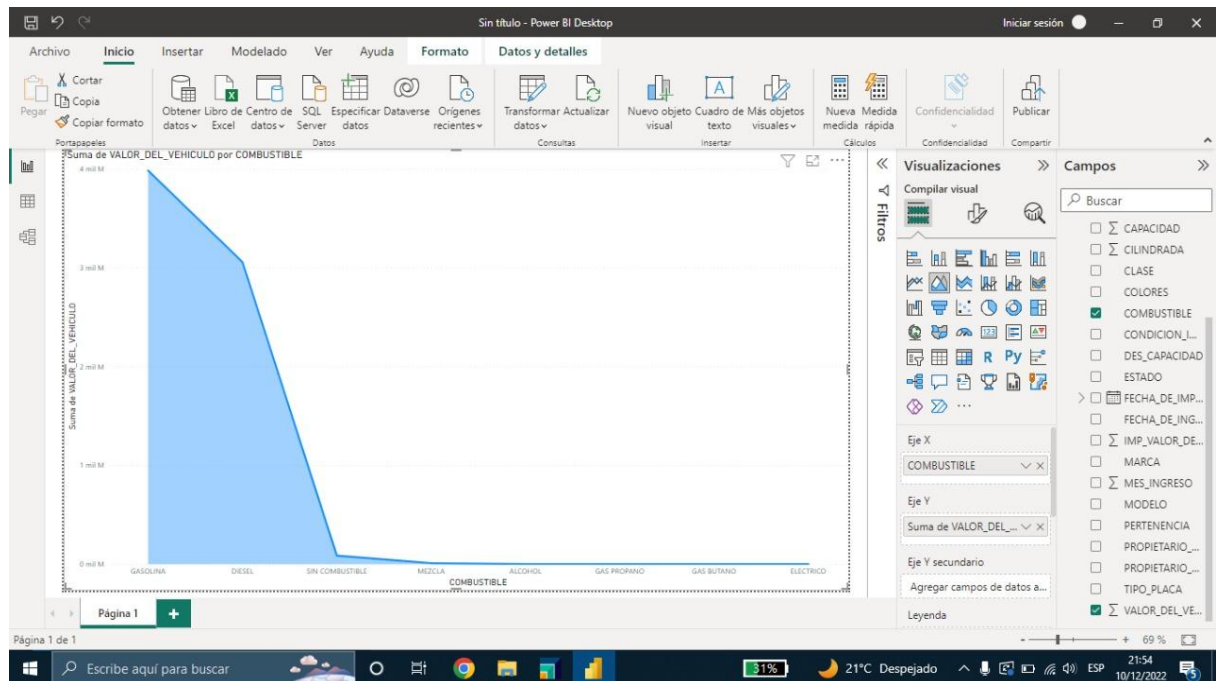 Sin título - Power BI Desktop
Iniciar sesión
Archivo Inicio Insertar Modelado Ver Ayuda Formato Datos y detalles
Pegar
Cortar
Copia
Copiar formato
Portapapeles
Obtener datos
Libro de Excel
Centro de datos
SQL Server
Especificar datos
Dataverse
Orígenes recientes
Datos
Transformar datos
Actualizar
Consultas
Nuevo objeto visual
Cuadro de texto
Más objetos visuales
Insertar
Nueva medida
Medida rápida
Cálculos
Confidencialidad
Confidencialidad
Publicar
Compartir
Suma de VALOR_DEL_VEHICULO por COMBUSTIBLE
4 mil M
3 mil M
2 mil M
1 mil M
0 mil M
Suma de VALOR_DEL_VEHICULO
GASOLINA DIESEL SIN COMBUSTIBLE MEZCLA ALCOHOL GAS PROPANO GAS BUTANO ELECTRICO
COMBUSTIBLE
Filtros
Visualizaciones
Compilar visual
123
R Py
Eje X
COMBUSTIBLE
Eje Y
Suma de VALOR_DEL_...
Eje Y secundario
Agregar campos de datos a...
Leyenda
Campos
Buscar
CAPACIDAD
CILINDRADA
CLASE
COLORES
COMBUSTIBLE
CONDICION_I...
DES_CAPACIDAD
ESTADO
FECHA_DE_IMP...
FECHA_DE_ING...
IMP_VALOR_DE...
MARCA
MES_INGRESO
MODELO
PERTENENCIA
PROPIETARIO_...
PROPIETARIO_...
TIPO_PLACA
VALOR_DEL_VE...
Página 1
Página 1 de 1
69 %
Escribe aquí para buscar
31%
21°C Despejado
ESP
21:54
10/12/2022
5